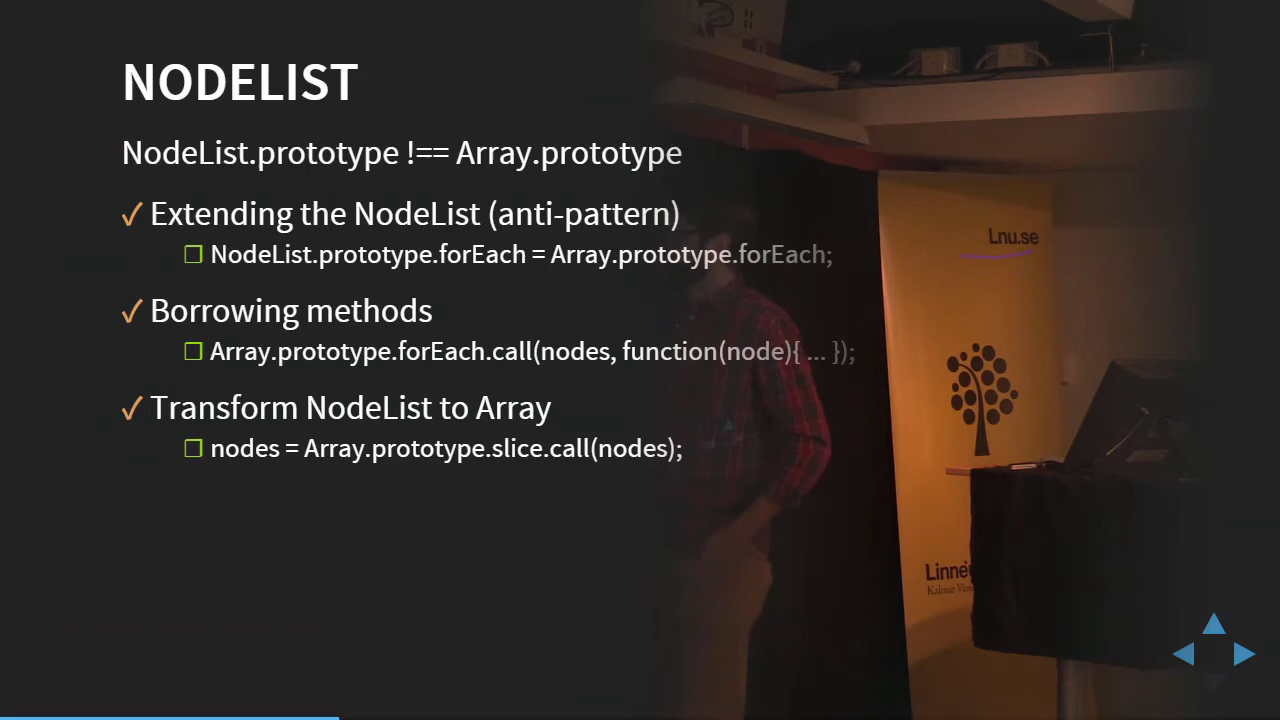 NODELIST
NodeList.prototype !== Array.prototype
✓ Extending the NodeList (anti-pattern)
❒ NodeList.prototype.forEach = Array.prototype.forEach;
✓ Borrowing methods
❒ Array.prototype.forEach.call(nodes, function(node){ ... });
✓ Transform NodeList to Array
❒ nodes = Array.prototype.slice.call(nodes);
Lnu.se
Kalmar